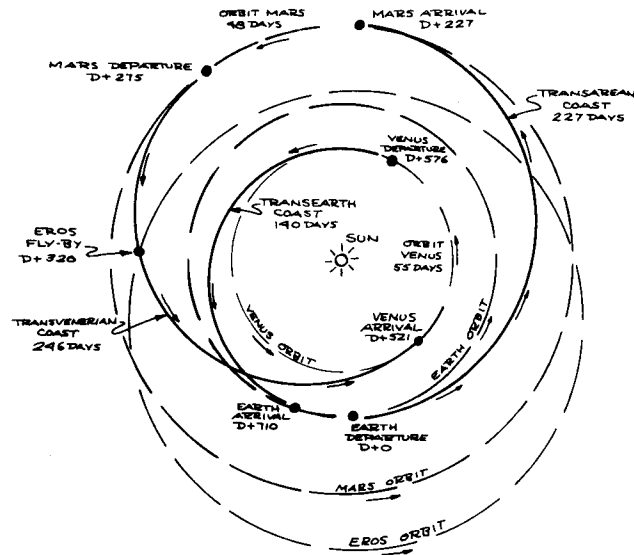 ORBIT MARS
48 DAYS
MARS ARRIVAL
D+227
MARS DEPARTURE
D+275
TRANSAREAN
COAST
227 DAYS
VENUS
DEPARTURE
D+576
TRANSEARTH
COAST
140 DAYS
EROS
FLY-BY
D+320
SUN
ORBIT
VENUS
55 DAYS
TRANSVENERIAN
COAST
246 DAYS
VENUS ORBIT
VENUS
ARRIVAL
D+521
EARTH ORBIT
EARTH
ARRIVAL
D+710
EARTH
DEPARTURE
D+0
MARS ORBIT
EROS ORBIT